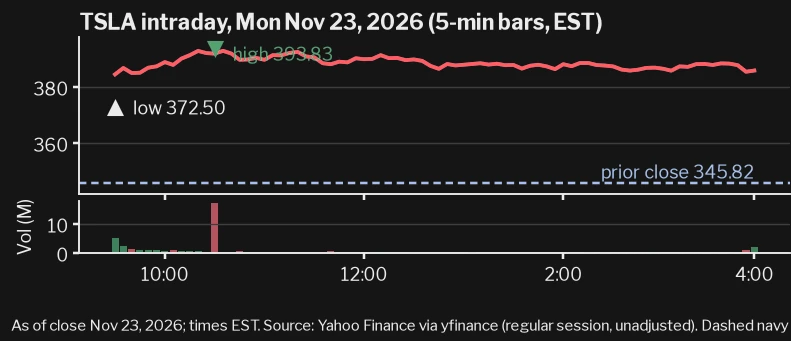 TSLA intraday, Mon Nov 23, 2026 (5-min bars, EST)
high 393.83
380
low 372.50
360
prior close 345.82
Vol (M)
10
0
10:00 12:00 2:00 4:00
As of close Nov 23, 2026; times EST. Source: Yahoo Finance via yfinance (regular session, unadjusted). Dashed navy